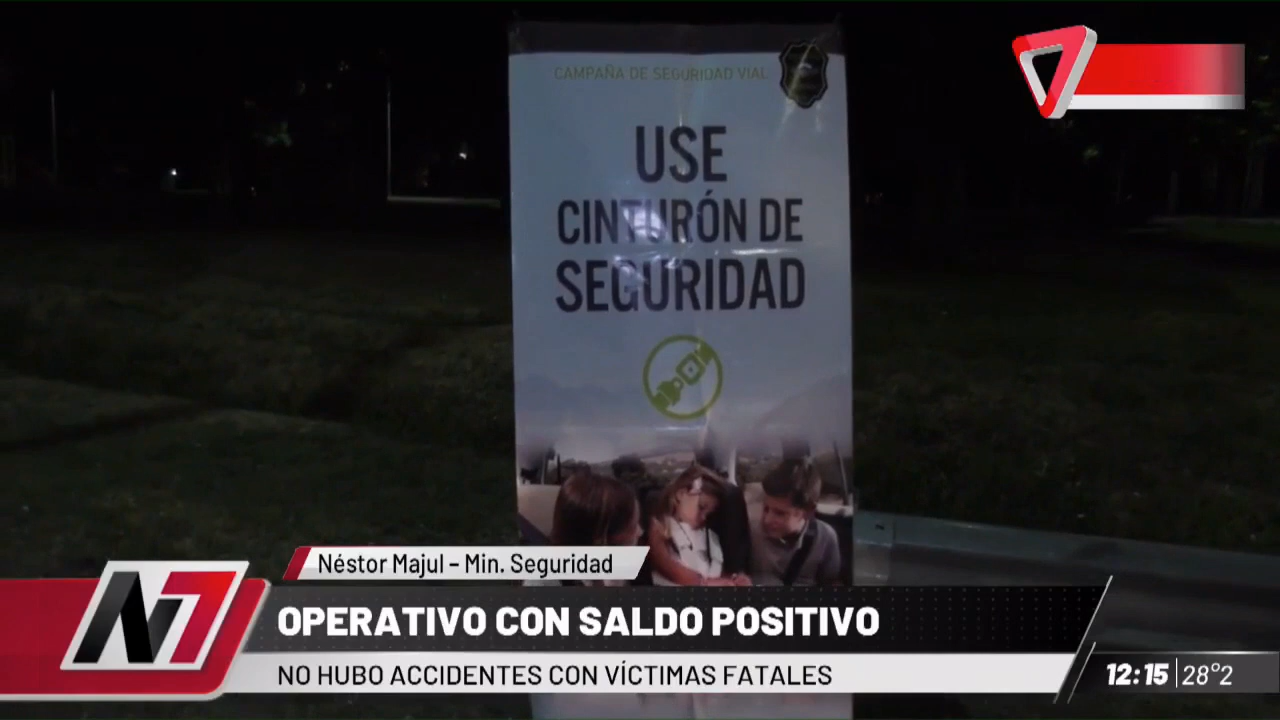 CAMPAÑA DE SEGURIDAD VIAL
USE
CINTURÓN DE
SEGURIDAD
Néstor Majul - Min. Seguridad
N7
OPERATIVO CON SALDO POSITIVO
NO HUBO ACCIDENTES CON VÍCTIMAS FATALES
12:15 28°2